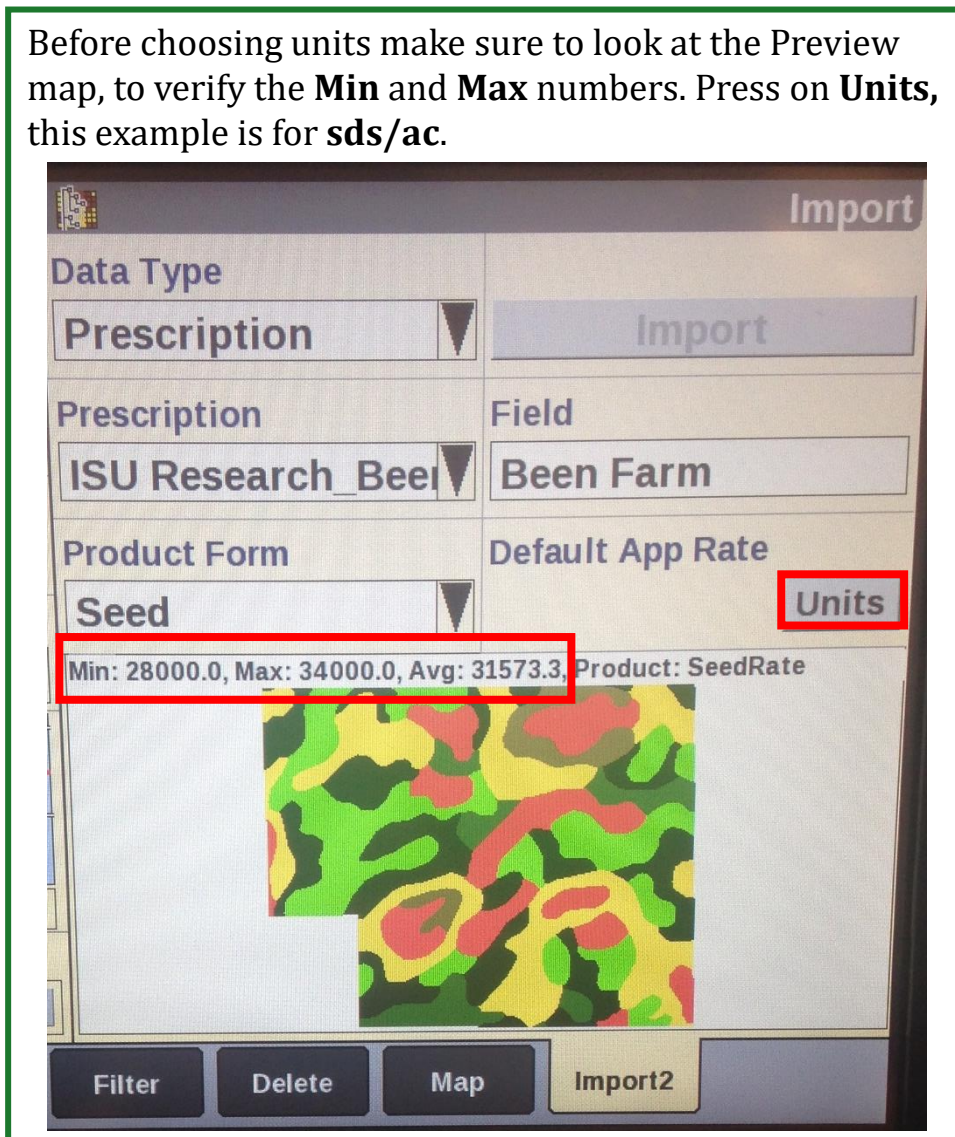 Before choosing units make sure to look at the Preview
map, to verify the Min and Max numbers. Press on Units,
this example is for sds/ac.
Import
Data Type
Prescription
Import
Prescription
Field
ISU Research_Beer
Been Farm
Product Form
Default App Rate
Seed
Units
Min: 28000.0, Max: 34000.0, Avg: 31573.3, Product: SeedRate
Filter
Delete
Map
Import2